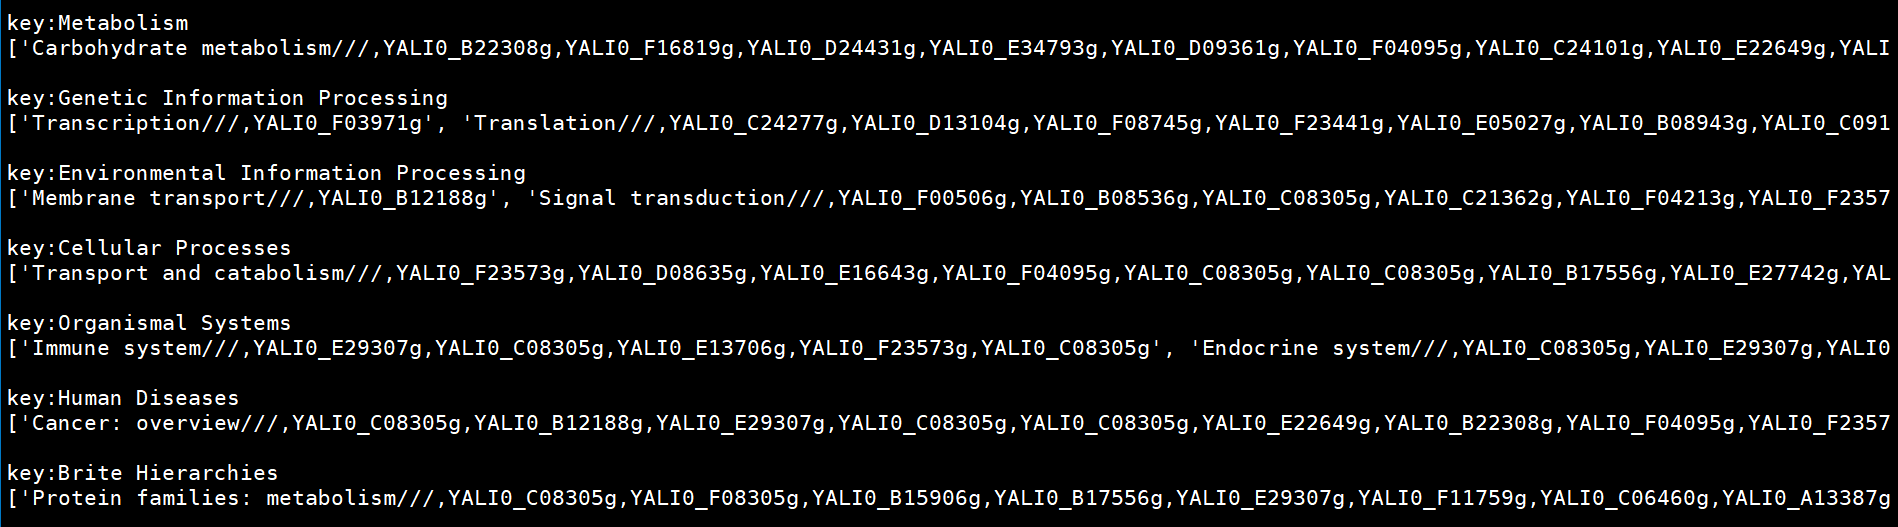 key:Metabolism
['Carbohydrate metabolism///,YALI0_B22308g,YALI0_F16819g,YALI0_D24431g,YALI0_E34793g,YALI0_D09361g,YALI0_F04095g,YALI0_C24101g,YALI0_E22649g,YALI
key:Genetic Information Processing
['Transcription///,YALI0_F03971g', 'Translation///,YALI0_C24277g,YALI0_D13104g,YALI0_F08745g,YALI0_F23441g,YALI0_E05027g,YALI0_B08943g,YALI0_C091
key:Environmental Information Processing
['Membrane transport///,YALI0_B12188g', 'Signal transduction///,YALI0_F00506g,YALI0_B08536g,YALI0_C08305g,YALI0_C21362g,YALI0_F04213g,YALI0_F2357
key:Cellular Processes
['Transport and catabolism///,YALI0_F23573g,YALI0_D08635g,YALI0_E16643g,YALI0_F04095g,YALI0_C08305g,YALI0_C08305g,YALI0_B17556g,YALI0_E27742g,YAL
key:Organismal Systems
['Immune system///,YALI0_E29307g,YALI0_C08305g,YALI0_E13706g,YALI0_F23573g,YALI0_C08305g', 'Endocrine system///,YALI0_C08305g,YALI0_E29307g,YALI0
key:Human Diseases
['Cancer: overview///,YALI0_C08305g,YALI0_B12188g,YALI0_E29307g,YALI0_C08305g,YALI0_C08305g,YALI0_E22649g,YALI0_B22308g,YALI0_F04095g,YALI0_F2357
key:Brite Hierarchies
['Protein families: metabolism///,YALI0_C08305g,YALI0_F08305g,YALI0_B15906g,YALI0_B17556g,YALI0_E29307g,YALI0_F11759g,YALI0_C06460g,YALI0_A13387g